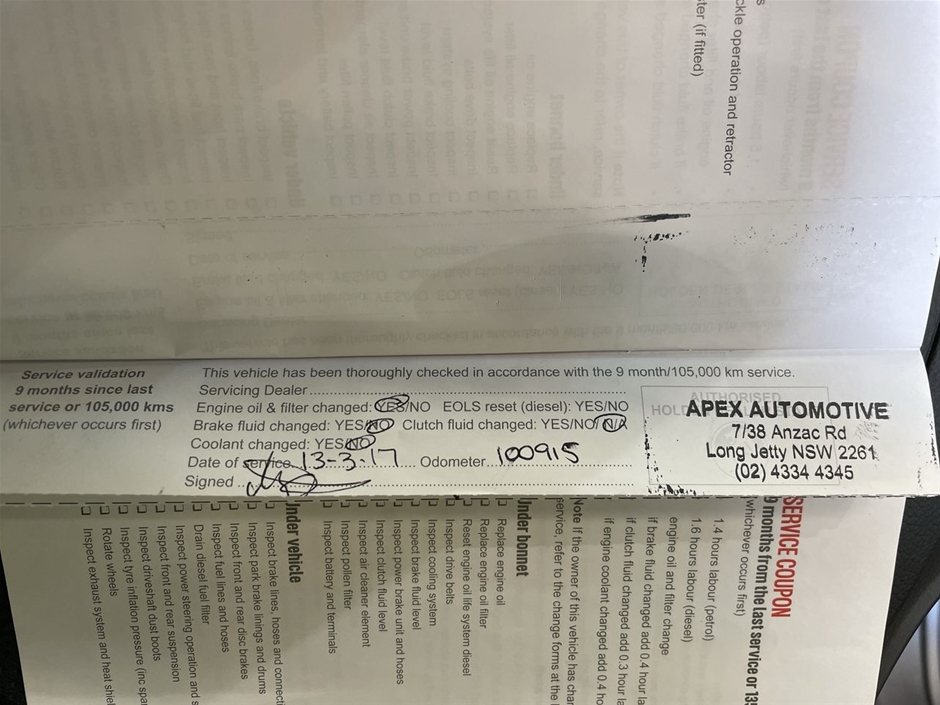 ckle operation and retractor
ter (if fitted)
Service validation
9 months since last
service or 105,000 kms
(whichever occurs first)
This vehicle has been thoroughly checked in accordance with the 9 month/105,000 km service.
Servicing Dealer
Engine oil & filter changed: YES/NO EOLS reset (diesel): YES/NO
Brake fluid changed: YES/NO Clutch fluid changed: YES/NO/N/A
Coolant changed: YES/NO
Date of service 13-3-17 Odometer 100915
Signed
AUTHORISED
HOL
APEX AUTOMOTIVE
7/38 Anzac Rd
Long Jetty NSW 2261
(02) 4334 4345
SERVICE COUPON
9 months from the last service or 13
whichever occurs first)
1.4 hours labour (petrol)
1.6 hours labour (diesel)
engine oil and filter change
if brake fluid changed add 0.4 hour la
if clutch fluid changed add 0.3 hour la
if engine coolant changed add 0.4 ho
Note If the owner of this vehicle has char
service, refer to the change forms at the
Under bonnet
Replace engine oil
Replace engine oil filter
Reset engine oil life system diesel
Inspect drive belts
Inspect cooling system
Inspect brake fluid level
Inspect power brake unit and hoses
Inspect clutch fluid level
Inspect air cleaner element
Inspect pollen filter
Inspect battery and terminals
Under vehicle
Inspect brake lines, hoses and connecti
Inspect park brake linings and drums
Inspect front and rear disc brakes
Inspect fuel lines and hoses
Drain diesel fuel filter
Inspect power steering operation and s
Inspect front and rear suspension
Inspect driveshaft dust boots
Inspect tyre inflation pressure (inc spa
Rotate wheels
Inspect exhaust system and heat shie